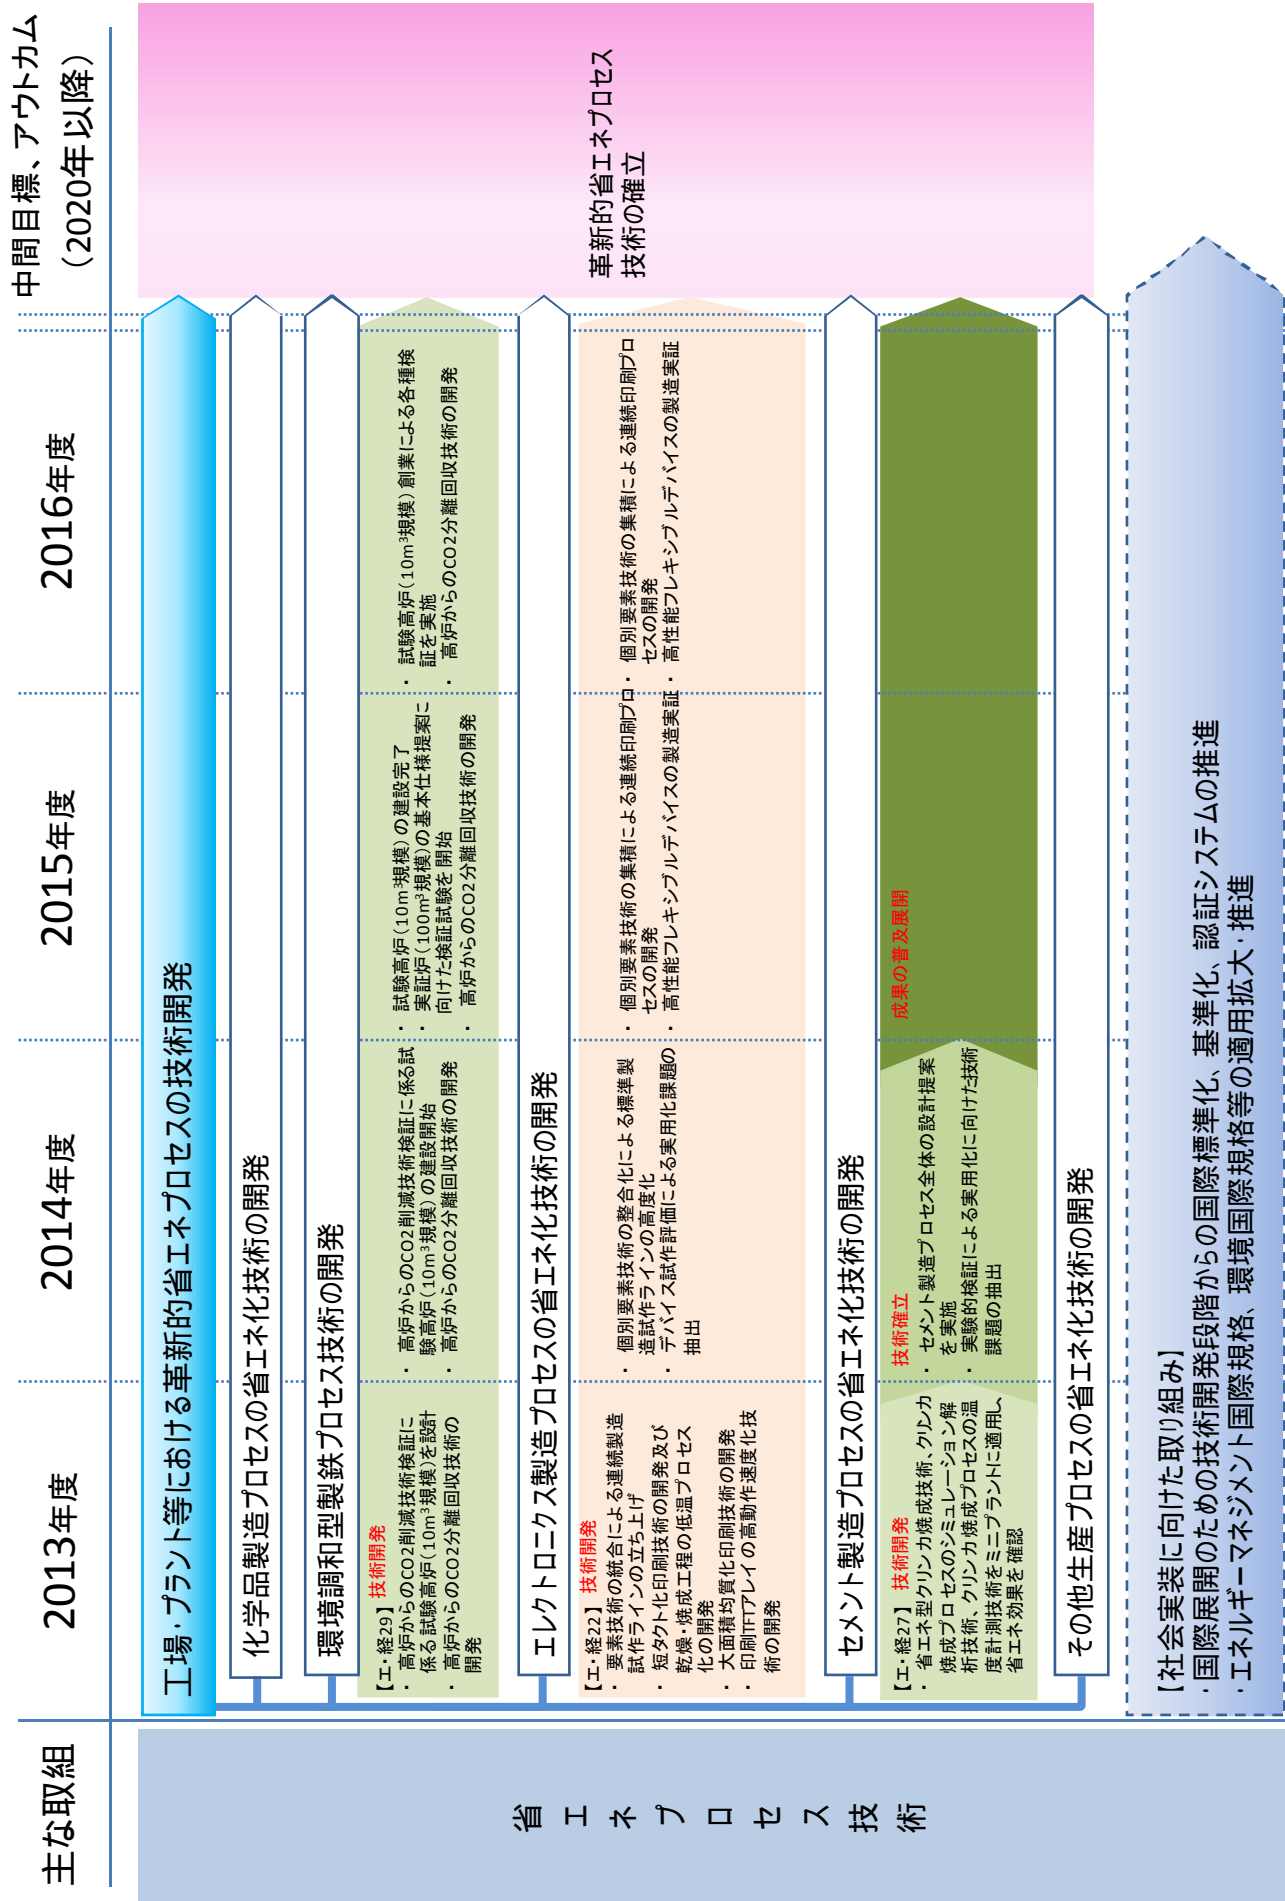 主な取組
2013年度
2014年度
2015年度
2016年度
中間目標、アウトカム
（2020年以降）
省エネプロセス技術
工場・プラント等における革新的省エネプロセスの技術開発
化学品製造プロセスの省エネ化技術の開発
環境調和型製鉄プロセス技術の開発
【エ・経29】 技術開発
・ 高炉からのCO2削減技術検証に
係る試験高炉(10m³規模)を設計
・ 高炉からのCO2分離回収技術の
開発
・ 高炉からのCO2削減技術検証に係る試
験高炉（10m³規模）の建設開始
・ 高炉からのCO2分離回収技術の開発
・ 試験高炉（10m³規模）の建設完了
・ 実証炉（100m³規模）の基本仕様提案に
向けた検証試験を開始
・ 高炉からのCO2分離回収技術の開発
・ 試験高炉（10m³規模）創業による各種検
証を実施
・ 高炉からのCO2分離回収技術の開発
エレクトロニクス製造プロセスの省エネ化技術の開発
【エ・経22】 技術開発
・ 要素技術の統合による連続製造
試作ラインの立ち上げ
・ 短タクト化印刷技術の開発及び
乾燥・焼成工程の低温プロセス
化の開発
・ 大面積均質化印刷技術の開発
・ 印刷TFTアレイの高動作速度化技
術の開発
・ 個別要素技術の整合化による標準製
造試作ラインの高度化
・ デバイス試作評価による実用化課題の
抽出
・ 個別要素技術の集積による連続印刷プロ
セスの開発
・ 高性能フレキシブルデバイスの製造実証
・ 個別要素技術の集積による連続印刷プロ
セスの開発
・ 高性能フレキシブルデバイスの製造実証
セメント製造プロセスの省エネ化技術の開発
【エ・経27】 技術開発
・ 省エネ型クリンカ焼成技術、クリンカ
焼成プロセスのシミュレーション解
析技術、クリンカ焼成プロセスの温
度計測技術をミニプラントに適用し、
省エネ効果を確認
技術確立
・ セメント製造プロセス全体の設計提案
を実施
・ 実験的検証による実用化に向けた技術
課題の抽出
成果の普及展開
その他生産プロセスの省エネ化技術の開発
革新的省エネプロセス
技術の確立
【社会実装に向けた取り組み】
・国際展開のための技術開発段階からの国際標準化、基準化、認証システムの推進
・エネルギーマネジメント国際規格、環境国際規格等の適用拡大・推進